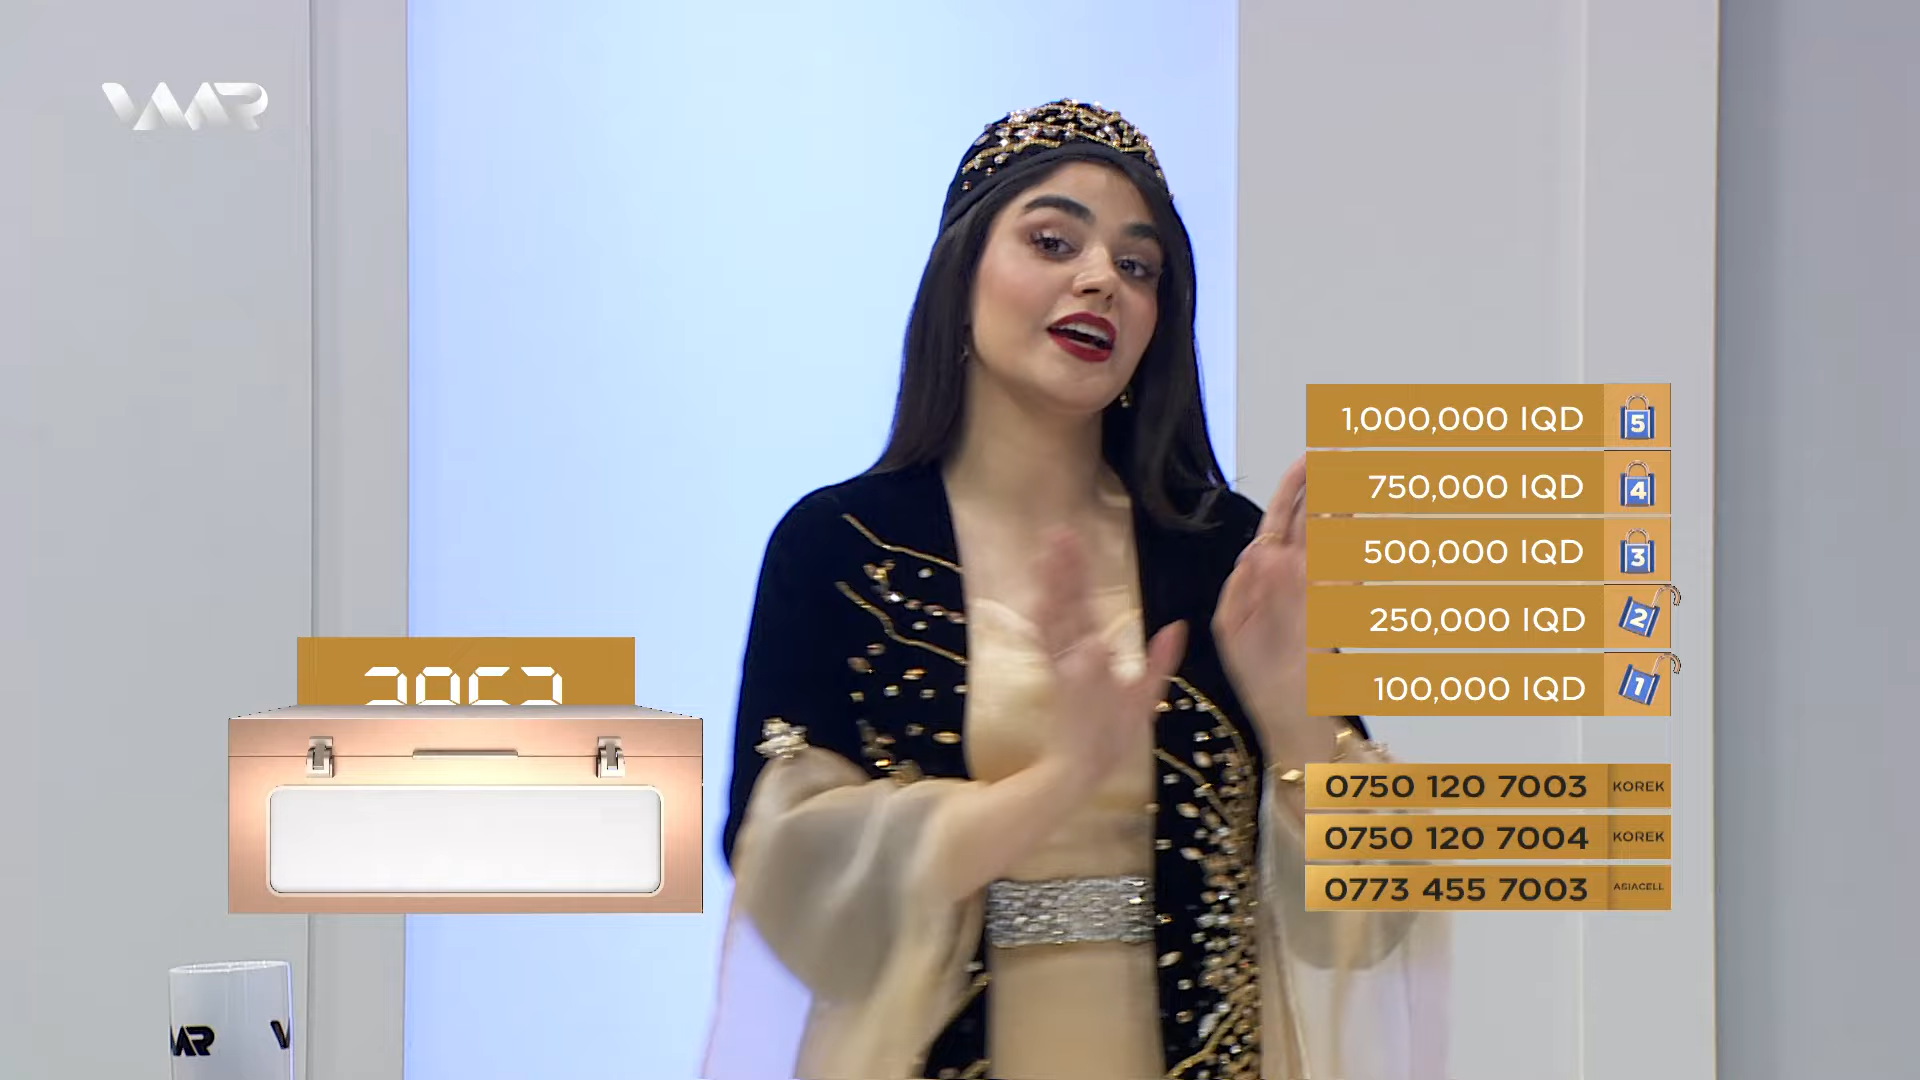 WAAR
1,000,000 IQD 5
750,000 IQD 4
500,000 IQD 3
250,000 IQD 2
100,000 IQD 1
0750 120 7003 KOREK
0750 120 7004 KOREK
0773 455 7003 ASIACELL